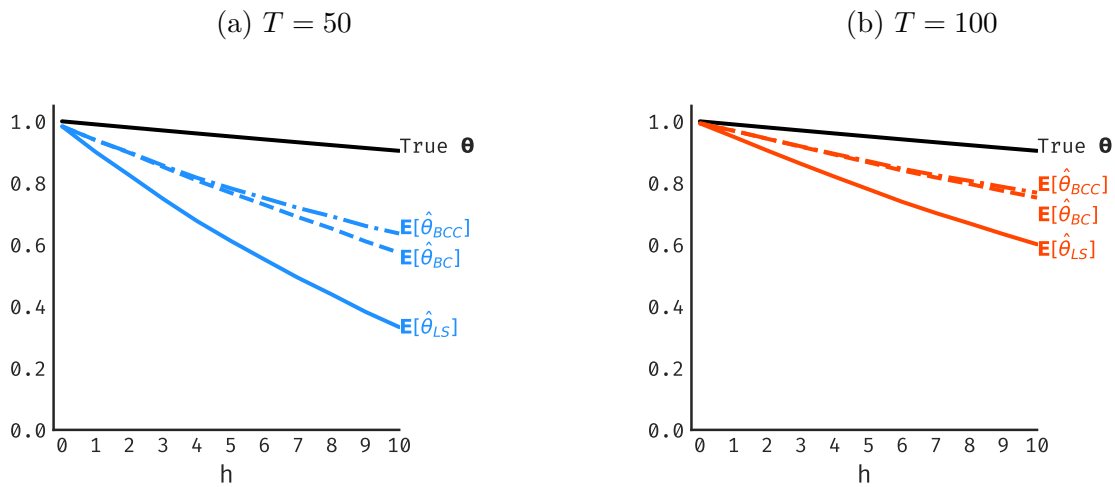 (a) T = 50
1.0
0.8
0.6
0.4
0.2
0.0
0 1 2 3 4 5 6 7 8 9 10
h
True θ
E[θ̂_BCC]
E[θ̂_BC]
E[θ̂_LS]
(b) T = 100
1.0
0.8
0.6
0.4
0.2
0.0
0 1 2 3 4 5 6 7 8 9 10
h
True θ
E[θ̂_BCC]
E[θ̂_BC]
E[θ̂_LS]